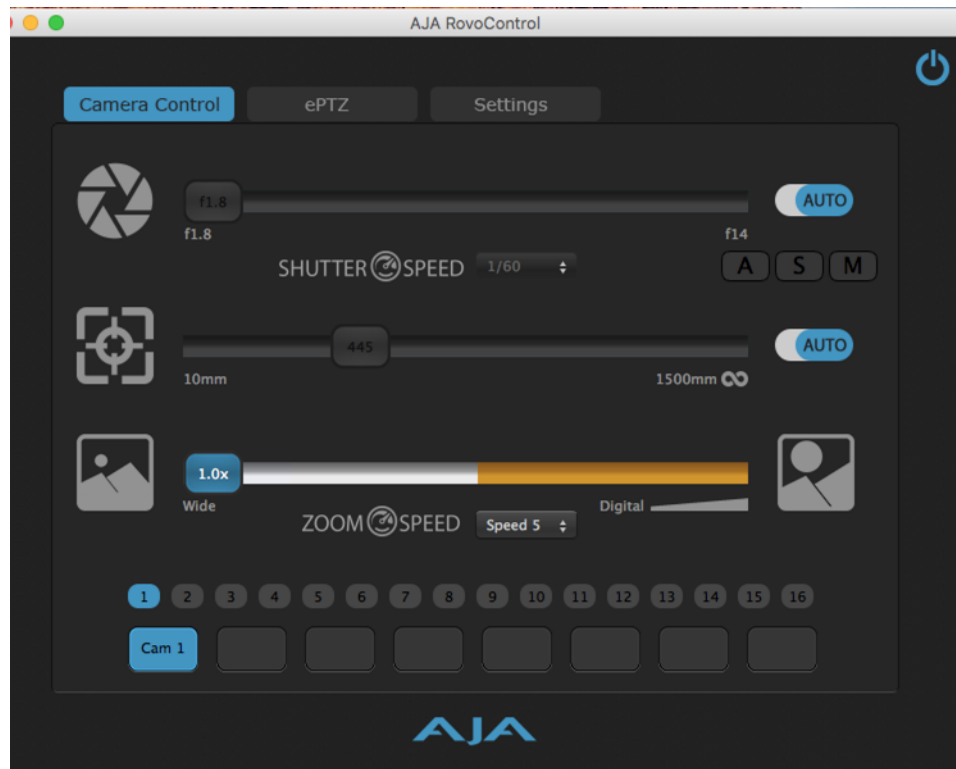 AJA RovoControl
Camera Control ePTZ Settings
f1.8 AUTO
f1.8 f14
SHUTTER SPEED 1/60 A S M
445 AUTO
10mm 1500mm ∞
1.0x
Wide Digital
ZOOM SPEED Speed 5
1 2 3 4 5 6 7 8 9 10 11 12 13 14 15 16
Cam 1
AJA